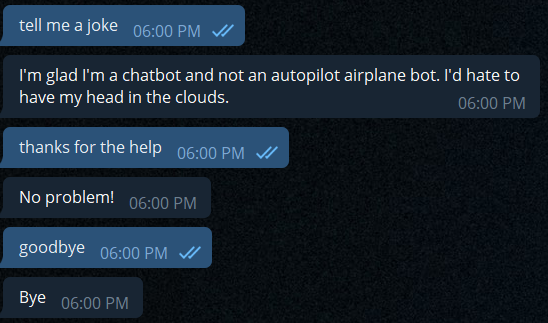 tell me a joke 06:00 PM
I'm glad I'm a chatbot and not an autopilot airplane bot. I'd hate to
have my head in the clouds. 06:00 PM
thanks for the help 06:00 PM
No problem! 06:00 PM
goodbye 06:00 PM
Bye 06:00 PM